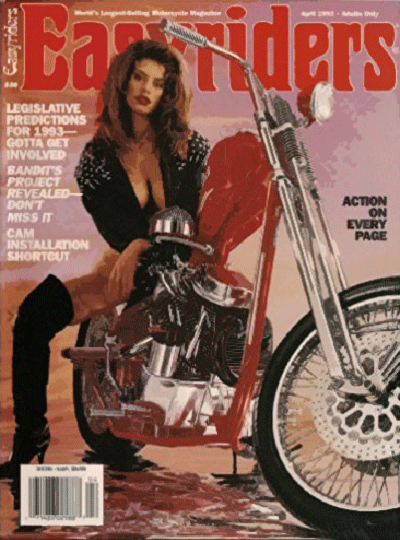 Easyriders
World's Largest-Selling Motorcycle Magazine
April 1993 - Adults Only
Easyriders
LEGISLATIVE
PREDICTIONS
FOR 1993—
GOTTA GET
INVOLVED
BANDIT'S
PROJECT
REVEALED—
DON'T
MISS IT
CAM
INSTALLATION
SHORTCUT
ACTION
ON
EVERY
PAGE